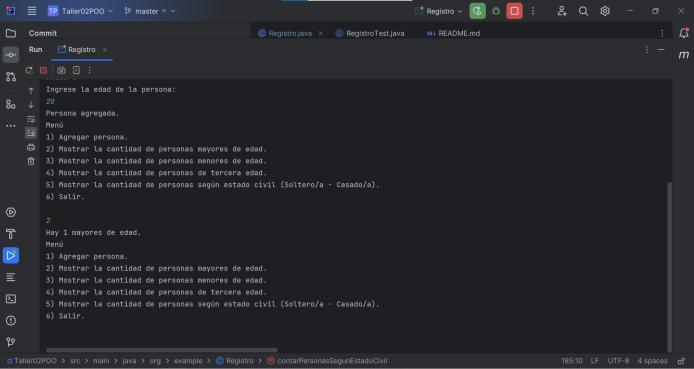 TP Taller02POO master Registro
Commit Registro.java RegistroTest.java M↓ README.md
Run Registro
Ingrese la edad de la persona:
20
Persona agregada.
Menú
1) Agregar persona.
2) Mostrar la cantidad de personas mayores de edad.
3) Mostrar la cantidad de personas menores de edad.
4) Mostrar la cantidad de personas de tercera edad.
5) Mostrar la cantidad de personas según estado civil (Soltero/a - Casado/a).
6) Salir.
2
Hay 1 mayores de edad.
Menú
1) Agregar persona.
2) Mostrar la cantidad de personas mayores de edad.
3) Mostrar la cantidad de personas menores de edad.
4) Mostrar la cantidad de personas de tercera edad.
5) Mostrar la cantidad de personas según estado civil (Soltero/a - Casado/a).
6) Salir.
Taller02POO > src > main > java > org > example > Registro > contarPersonasSegunEstadoCivil 185:10 LF UTF-8 4 spaces